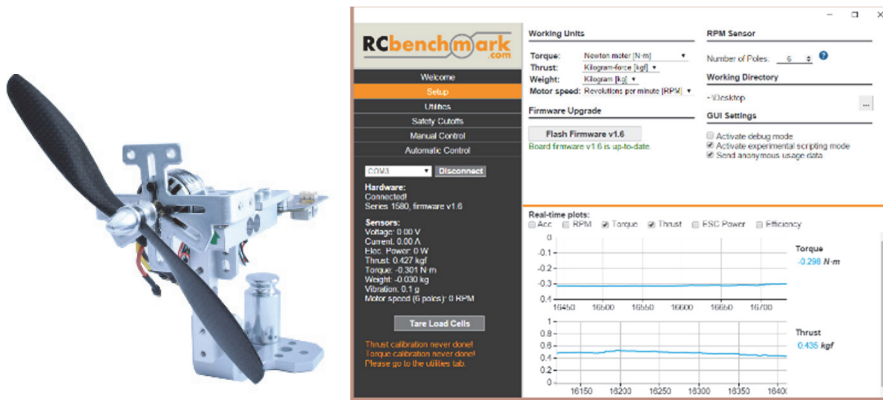 RCbenchmark
.com
Welcome
Setup
Utilities
Safety Cutoffs
Manual Control
Automatic Control
COM3 Disconnect
Hardware:
Connected!
Series 1580, firmware v1.6
Sensors:
Voltage: 0.00 V
Current: 0.00 A
Elec. Power: 0 W
Thrust: 0.427 kgf
Torque: -0.301 N·m
Weight: -0.030 kg
Vibration: 0.1 g
Motor speed (6 poles): 0 RPM
Tare Load Cells
Thrust calibration never done!
Torque calibration never done!
Please go to the utilities tab.
Working Units
Torque: Newton meter [N·m]
Thrust: Kilogram-force [kgf]
Weight: Kilogram [kg]
Motor speed: Revolutions per minute [RPM]
Firmware Upgrade
Flash Firmware v1.6
Board firmware v1.6 is up-to-date.
RPM Sensor
Number of Poles: 6 ?
Working Directory
~\Desktop
...
GUI Settings
Activate debug mode
Activate experimental scripting mode
Send anonymous usage data
Real-time plots:
Acc RPM Torque Thrust ESC Power Efficiency
0
-0.1
-0.2
-0.3
0.4
16450 16500 16550 16600 16650 16700
Torque
-0.298 N·m
1
0.8
0.6
0.4
0.2
0
16150 16200 16250 16300 16350 1640
Thrust
0.435 kgf